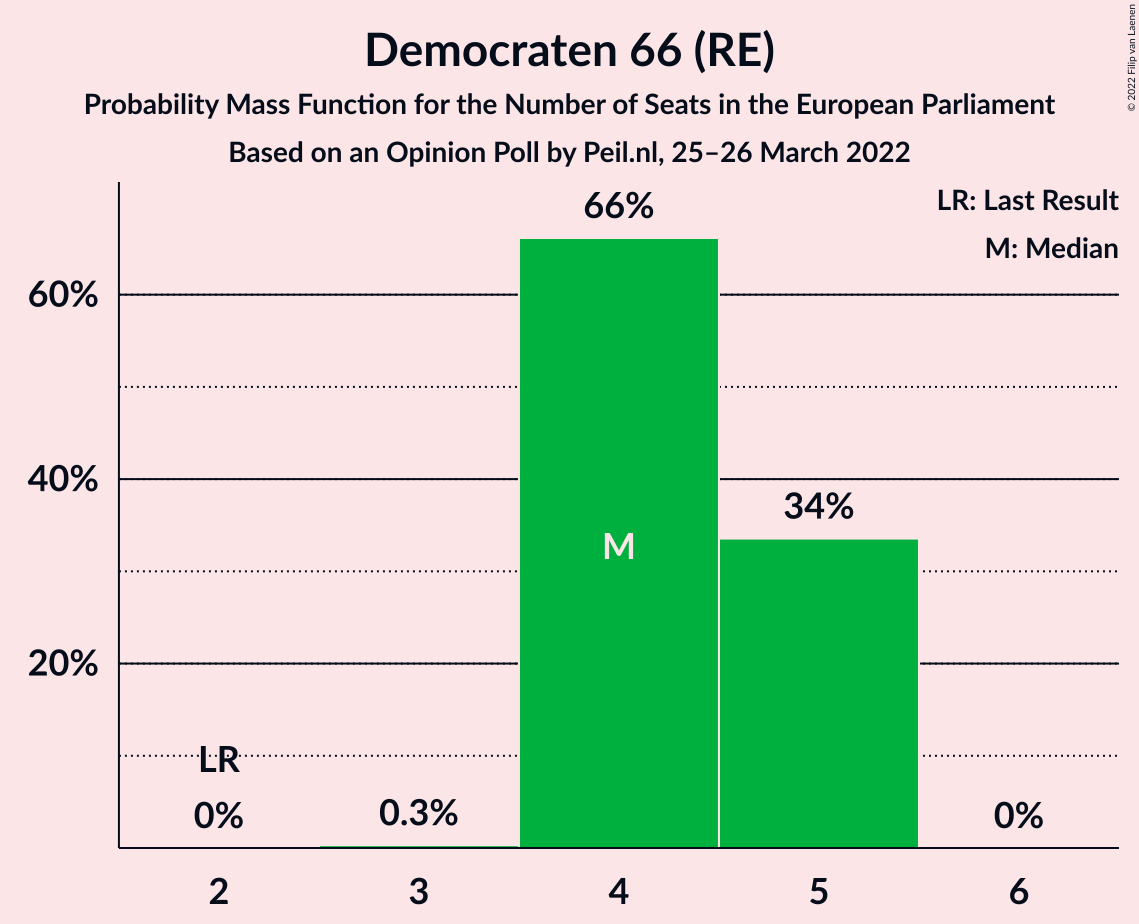 Democraten 66 (RE)
Probability Mass Function for the Number of Seats in the European Parliament
Based on an Opinion Poll by Peil.nl, 25–26 March 2022
© 2022 Filip van Laenen
LR: Last Result
M: Median
66%
60%
40%
34%
M
20%
LR
0%
0.3%
0%
2
3
4
5
6